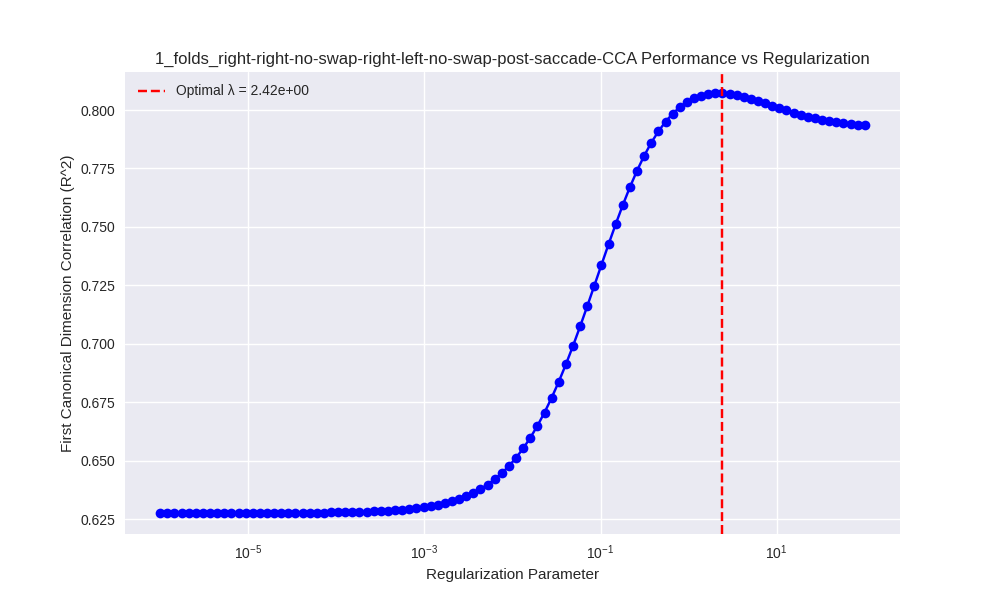 1_folds_right-right-no-swap-right-left-no-swap-post-saccade-CCA Performance vs Regularization
Optimal λ = 2.42e+00
First Canonical Dimension Correlation (R^2)
0.800
0.775
0.750
0.725
0.700
0.675
0.650
0.625
10⁻⁵ 10⁻³ 10⁻¹ 10¹
Regularization Parameter